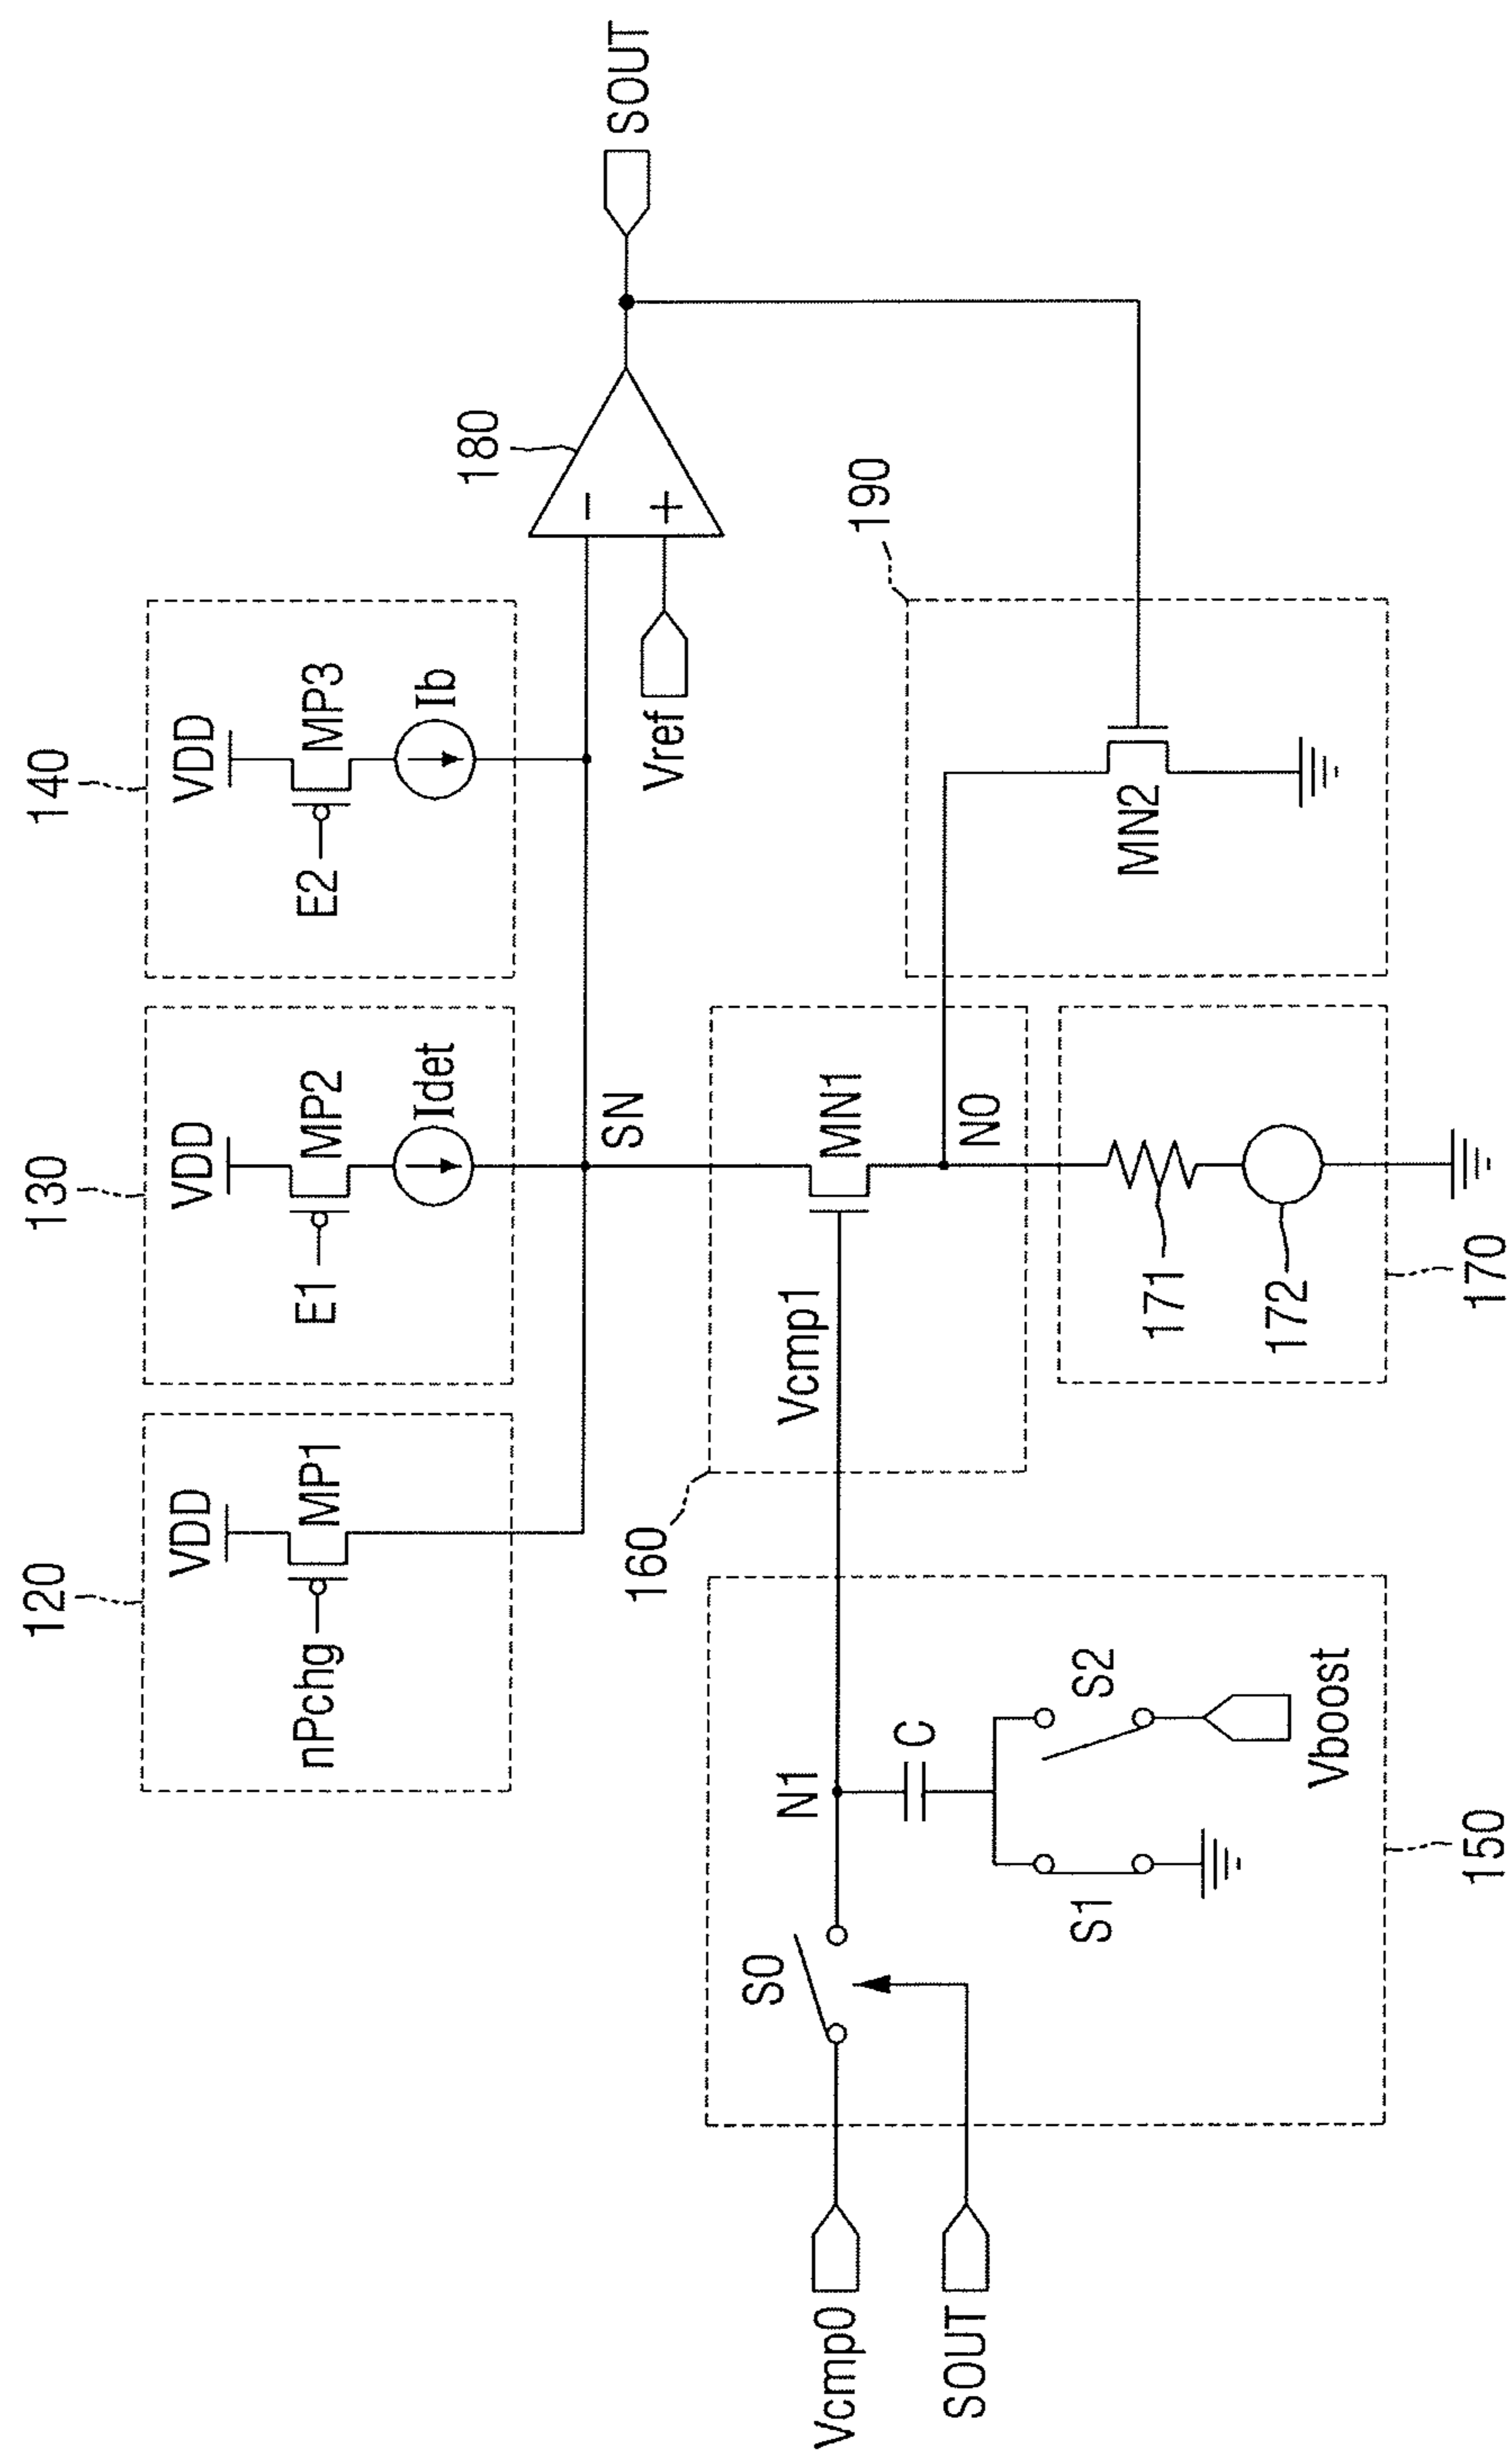 120
130
140
VDD
VDD
VDD
nPchg
MP1
E1
MP2
E2
MP3
Idet
Ib
180
SOUT
SN
−
+
Vref
160
Vcmp1
MN1
190
S0
N1
Vcmp0
C
N0
SOUT
S1
S2
MN2
171
172
Vboost
150
170